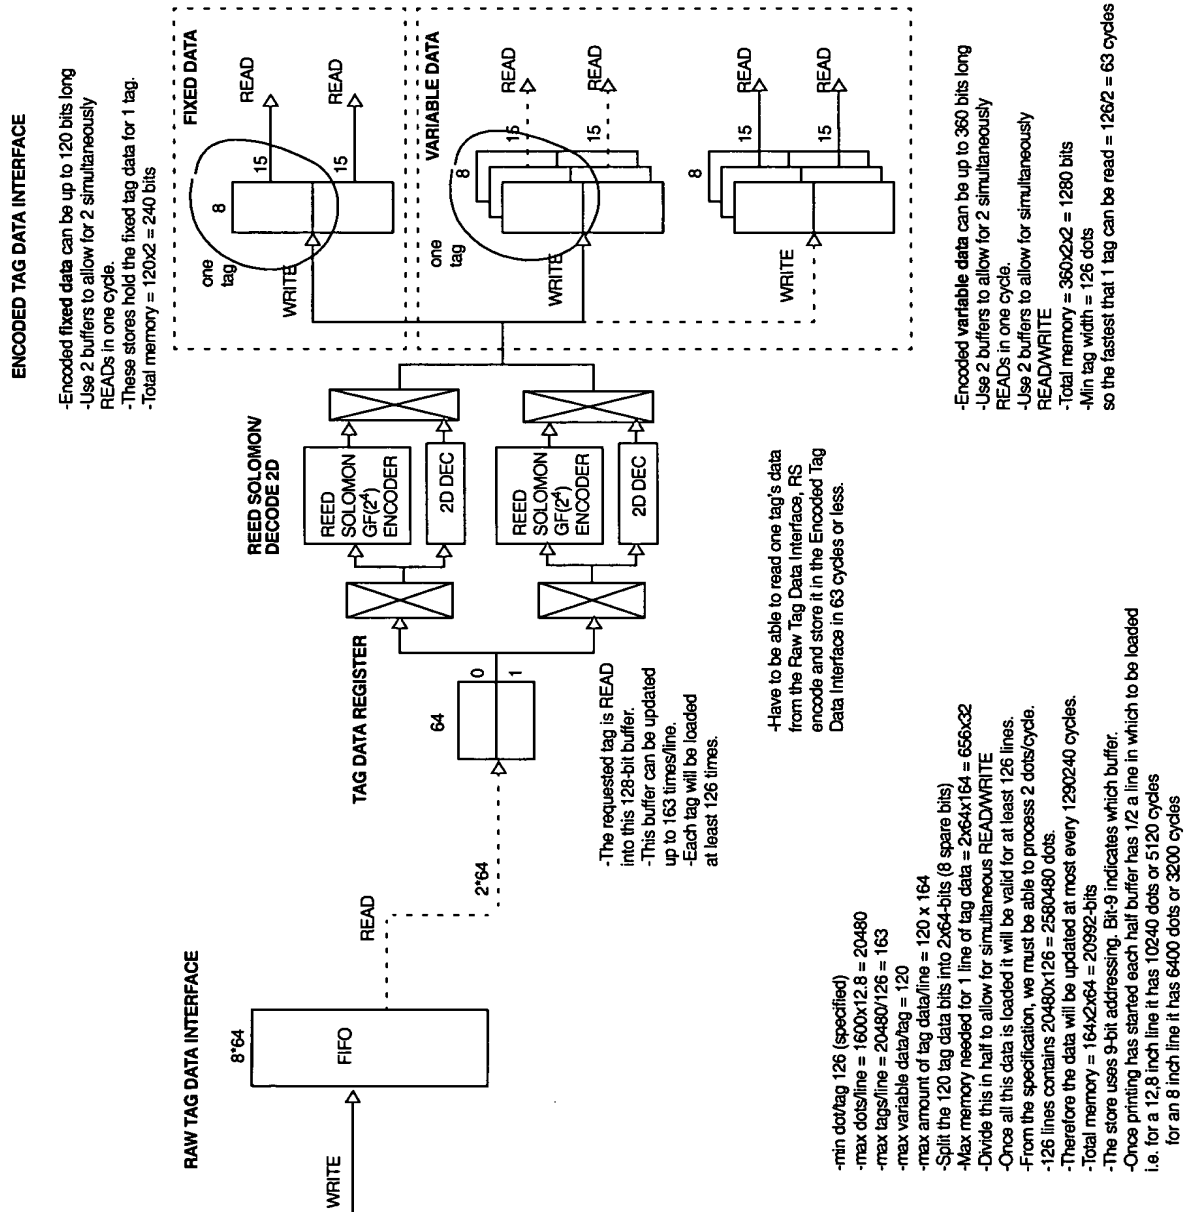 ENCODED TAG DATA INTERFACE
-Encoded fixed data can be up to 120 bits long
-Use 2 buffers to allow for 2 simultaneously
READs in one cycle.
-These stores hold the fixed tag data for 1 tag.
-Total memory = 120x2 = 240 bits
FIXED DATA
8
15
READ
15
READ
one
tag
WRITE
VARIABLE DATA
8
15
READ
15
READ
one
tag
WRITE
8
15
READ
15
READ
WRITE
-Encoded variable data can be up to 360 bits long
-Use 2 buffers to allow for 2 simultaneously
READs in one cycle.
-Use 2 buffers to allow for simultaneously
READ/WRITE
-Total memory = 360x2x2 = 1280 bits
-Min tag width = 126 dots
so the fastest that 1 tag can be read = 126/2 = 63 cycles
REED SOLOMON/
DECODE 2D
REED
SOLOMON
GF(2⁴)
ENCODER
2D DEC
REED
SOLOMON
GF(2⁴)
ENCODER
2D DEC
-Have to be able to read one tag's data
from the Raw Tag Data Interface, RS
encode and store it in the Encoded Tag
Data Interface in 63 cycles or less.
TAG DATA REGISTER
64
0
1
-The requested tag is READ
into this 128-bit buffer.
-This buffer can be updated
up to 163 times/line.
-Each tag will be loaded
at least 126 times.
READ
2*64
RAW TAG DATA INTERFACE
8*64
FIFO
WRITE
-min dot/tag 126 (specified)
-max dots/line = 1600x12.8 = 20480
-max tags/line = 20480/126 = 163
-max variable data/tag = 120
-max amount of tag data/line = 120 x 164
-Split the 120 tag data bits into 2x64-bits (8 spare bits)
-Max memory needed for 1 line of tag data = 2x64x164 = 656x32
-Divide this in half to allow for simultaneous READ/WRITE
-Once all this data is loaded it will be valid for at least 126 lines.
-From the specification, we must be able to process 2 dots/cycle.
-126 lines contains 20480x126 = 2580480 dots.
-Therefore the data will be updated at most every 1290240 cycles.
-Total memory = 164x2x64 = 20992-bits
-The store uses 9-bit addressing. Bit-9 indicates which buffer.
-Once printing has started each half buffer has 1/2 a line in which to be loaded
i.e. for a 12,8 inch line it has 10240 dots or 5120 cycles
for an 8 inch line it has 6400 dots or 3200 cycles